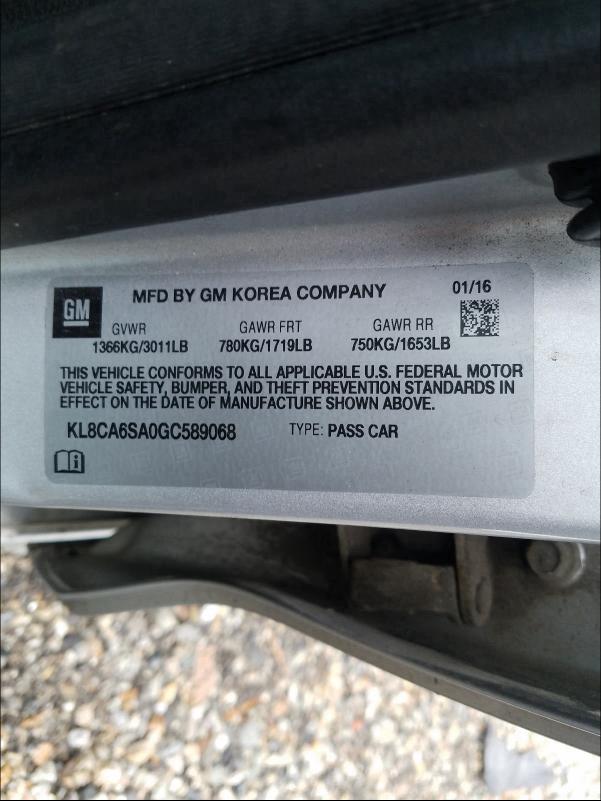 GM
MFD BY GM KOREA COMPANY
01/16
GVWR GAWR FRT GAWR RR
1366KG/3011LB 780KG/1719LB 750KG/1653LB
THIS VEHICLE CONFORMS TO ALL APPLICABLE U.S. FEDERAL MOTOR
VEHICLE SAFETY, BUMPER, AND THEFT PREVENTION STANDARDS IN
EFFECT ON THE DATE OF MANUFACTURE SHOWN ABOVE.
KL8CA6SA0GC589068 TYPE: PASS CAR